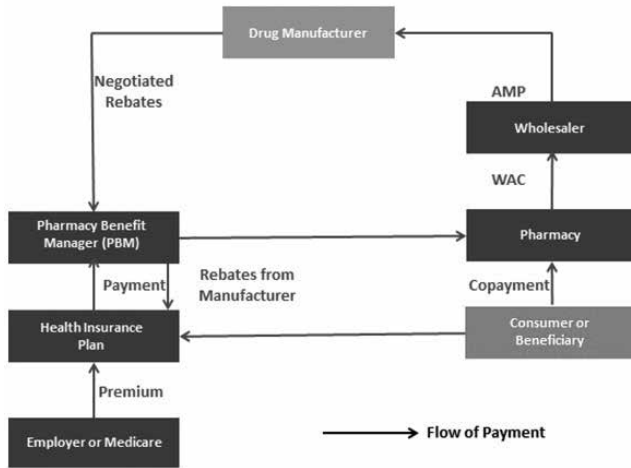 Drug Manufacturer
Negotiated
Rebates
AMP
Wholesaler
WAC
Pharmacy Benefit
Manager (PBM)
Pharmacy
Payment
Rebates from
Manufacturer
Copayment
Health Insurance
Plan
Consumer or
Beneficiary
Premium
Employer or Medicare
Flow of Payment